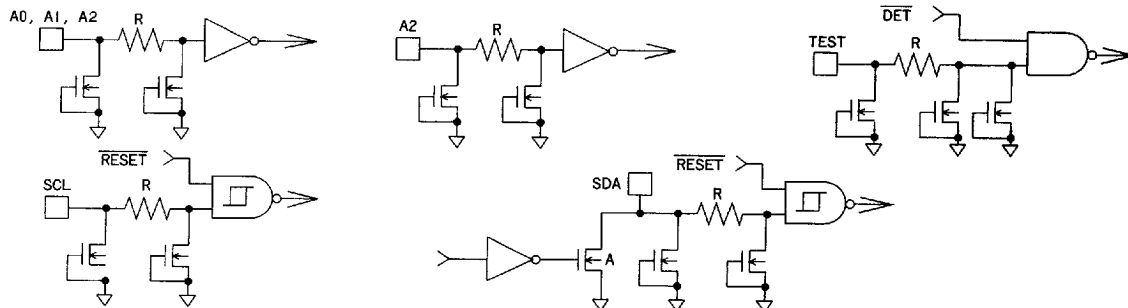 A0, A1, A2
R
A2
R
DET
TEST
R
RESET
SCL
R
RESET
SDA
R
A